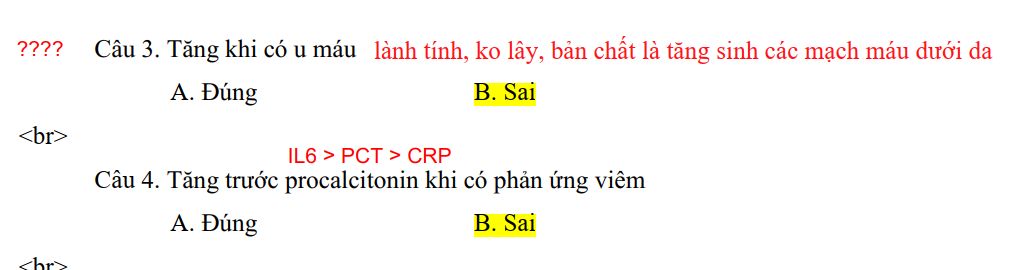 ???? Câu 3. Tăng khi có u máu lành tính, ko lây, bản chất là tăng sinh các mạch máu dưới da
A. Đúng B. Sai
<br>
IL6 > PCT > CRP
Câu 4. Tăng trước procalcitonin khi có phản ứng viêm
A. Đúng B. Sai
<br>